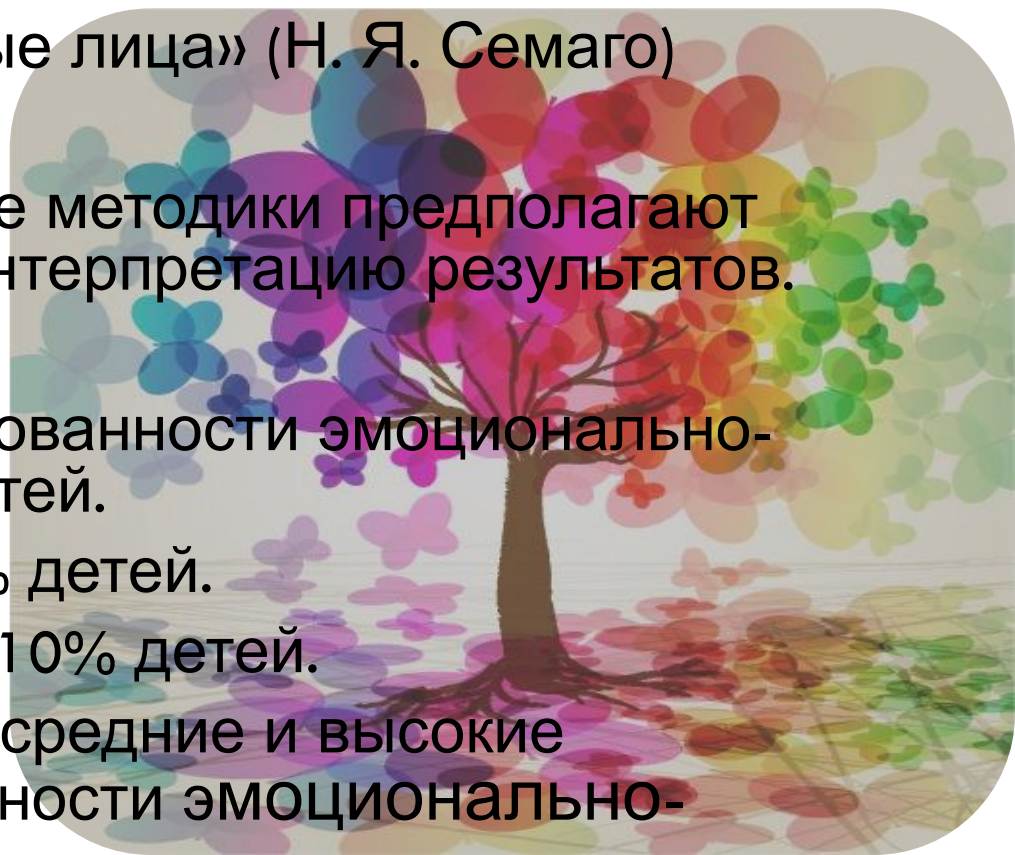 ые лица» (Н. Я. Семаго)
е методики предполагают
нтерпретацию результатов.
ованности эмоционально-
тей.
% детей.
10% детей.
средние и высокие
ности эмоционально-